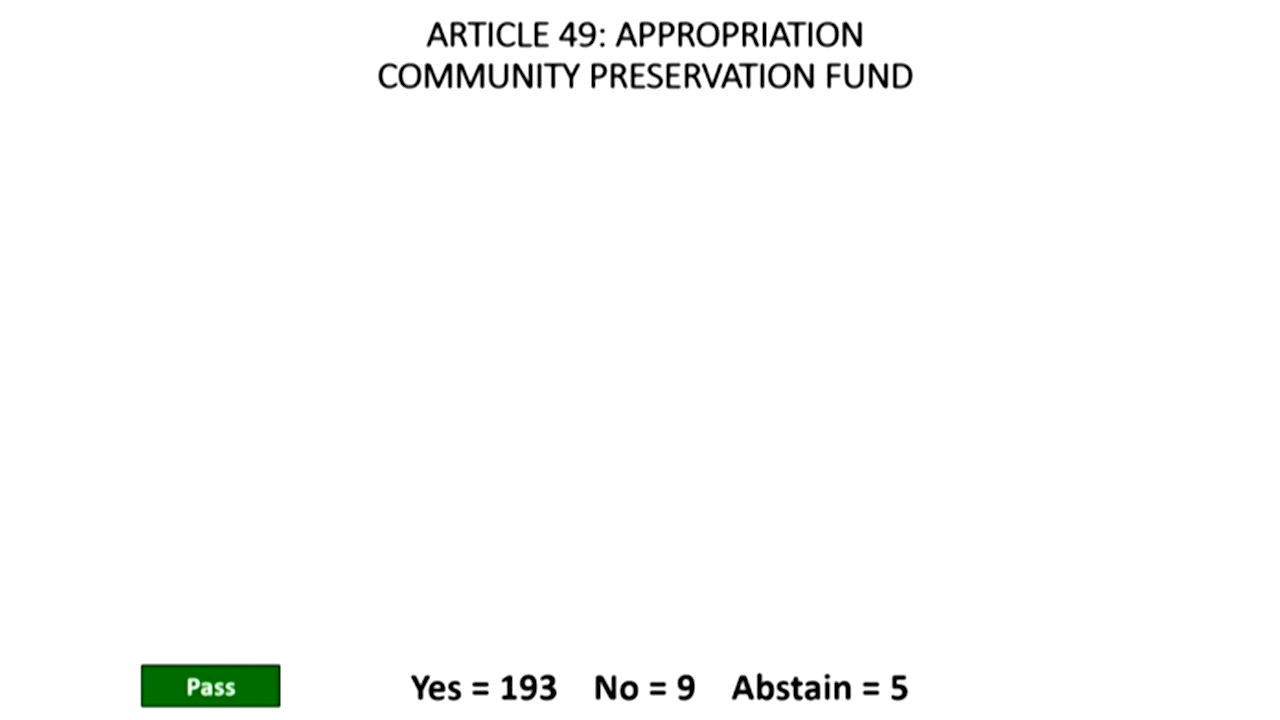 ARTICLE 49: APPROPRIATION
COMMUNITY PRESERVATION FUND
Pass
Yes = 193 No = 9 Abstain = 5